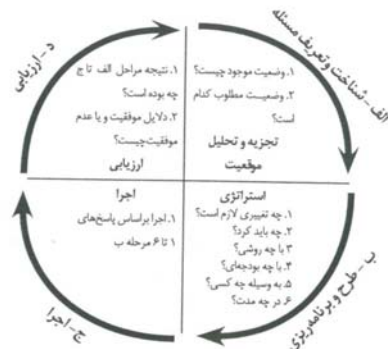 الف - شناخت و تعریف مسئله
۱. وضعیت موجود چیست؟
۲. وضعیت مطلوب کدام
است؟
تجزیه و تحلیل
موقعیت
ب - طرح و برنامه‌ریزی
استراتژی
۱. چه تغییری لازم است؟
۲. چه باید کرد؟
۳. با چه روشی؟
۴. با چه بودجه‌ای؟
۵. به وسیله چه کسی؟
۶. در چه مدت؟
ج - اجرا
اجرا
۱. اجرا براساس پاسخ‌های
۱ تا ۶ مرحله ب
د - ارزیابی
۱. نتیجه مراحل الف تا ج
چه بوده است؟
۲. دلایل موفقیت و یا عدم
موفقیت چیست؟
ارزیابی